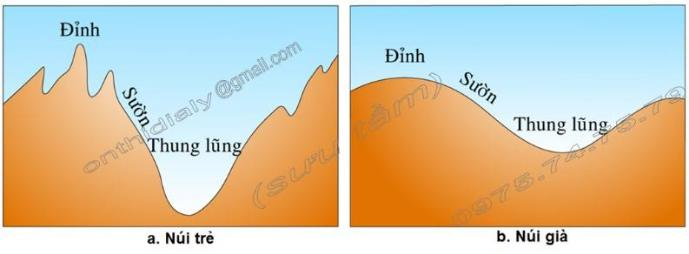 Đỉnh
Sườn
Thung lũng
onthidialy@gmail.com
a. Núi trẻ
Đỉnh
Sườn
Thung lũng
(sưu tầm)
0975.74.75.79
b. Núi già